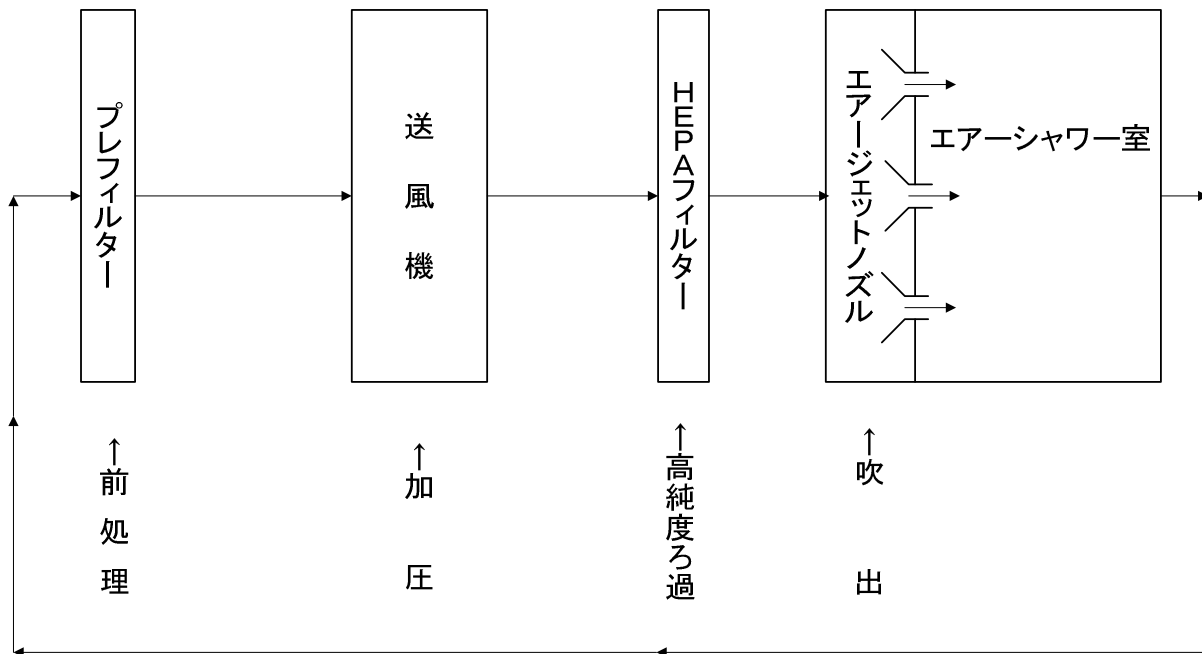 プレフィルター
送風機
HEPAフィルター
エアージェットノズル
エアーシャワー室
↑前処理
↑加圧
↑高純度ろ過
↑吹出